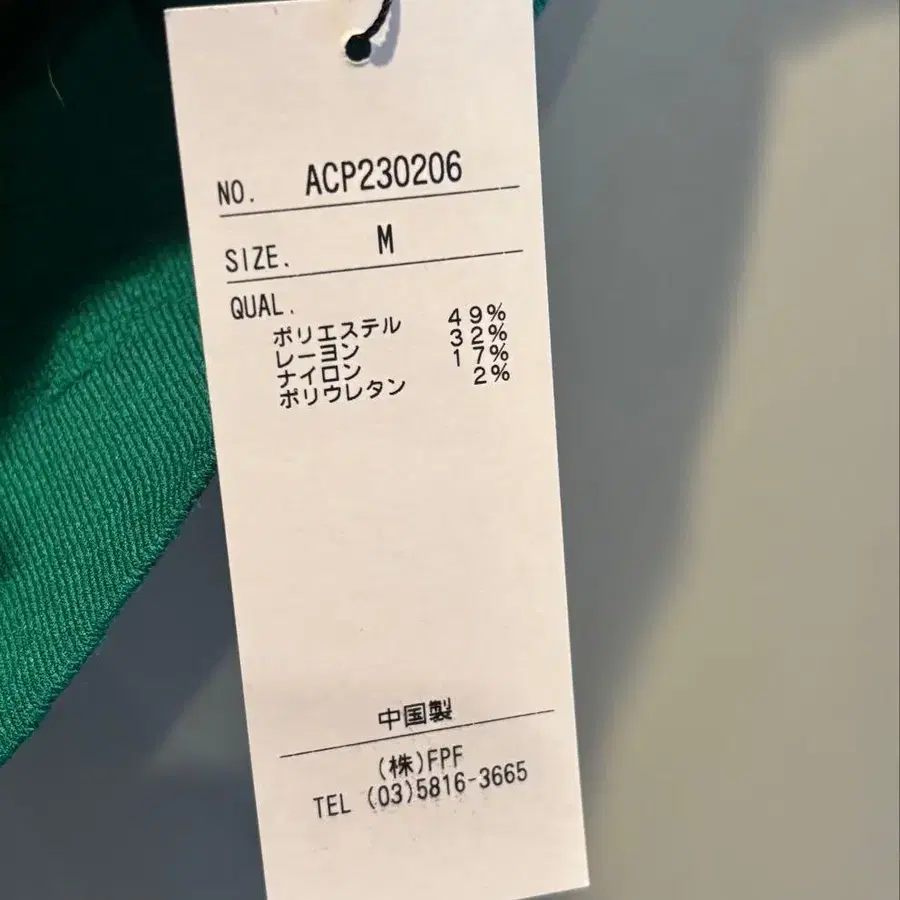 NO. ACP230206
SIZE. M
QUAL.
ポリエステル 49%
レーヨン 32%
ナイロン 17%
ポリウレタン 2%
中国製
(株)FPF
TEL (03)5816-3665